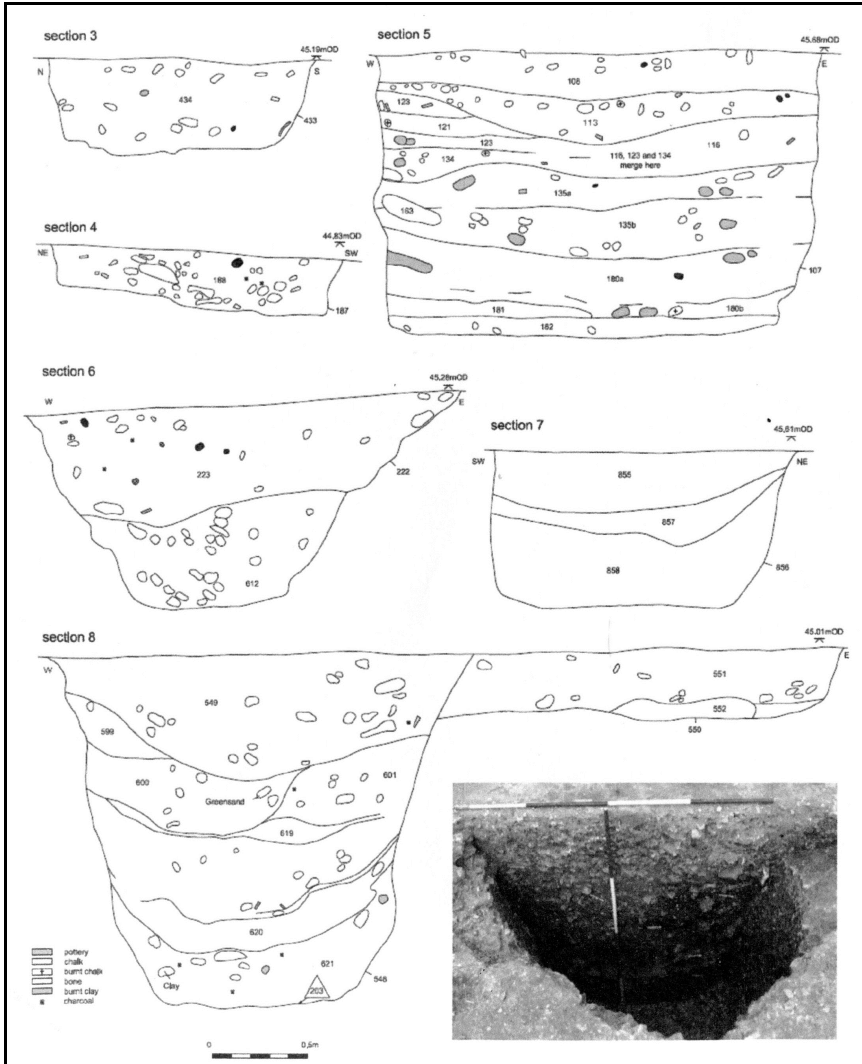 section 3
45.19mOD
N
S
434
433
section 4
44.83mOD
NE
SW
188
187
section 5
45.68mOD
W
E
108
123
113
121
116
123
134
116, 123 and 134
merge here
135a
163
135b
180a
107
181
180b
182
section 6
45.28mOD
W
E
223
222
612
section 7
45.61mOD
SW
NE
855
857
858
856
section 8
45.01mOD
W
E
551
549
552
550
599
600
601
Greensand
619
620
621
548
Clay
203
pottery
chalk
burnt chalk
bone
burnt clay
charcoal
0
0,5m